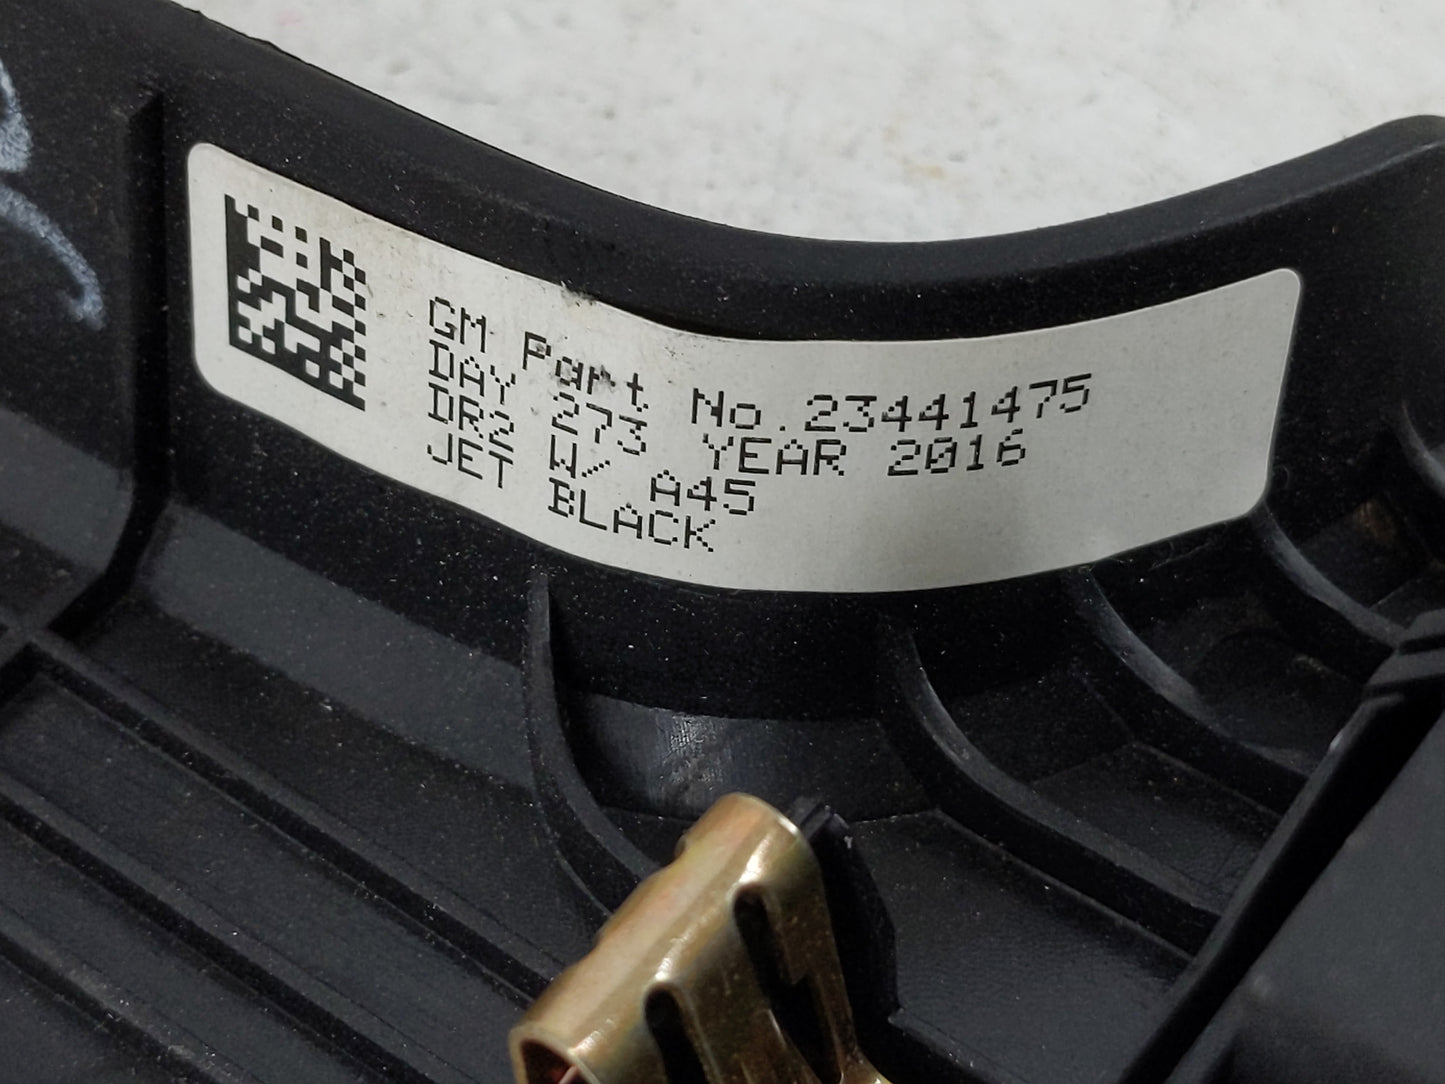 GM Part No.23441475
DAY 273 YEAR 2016
DR2 W/ A45
JET BLACK